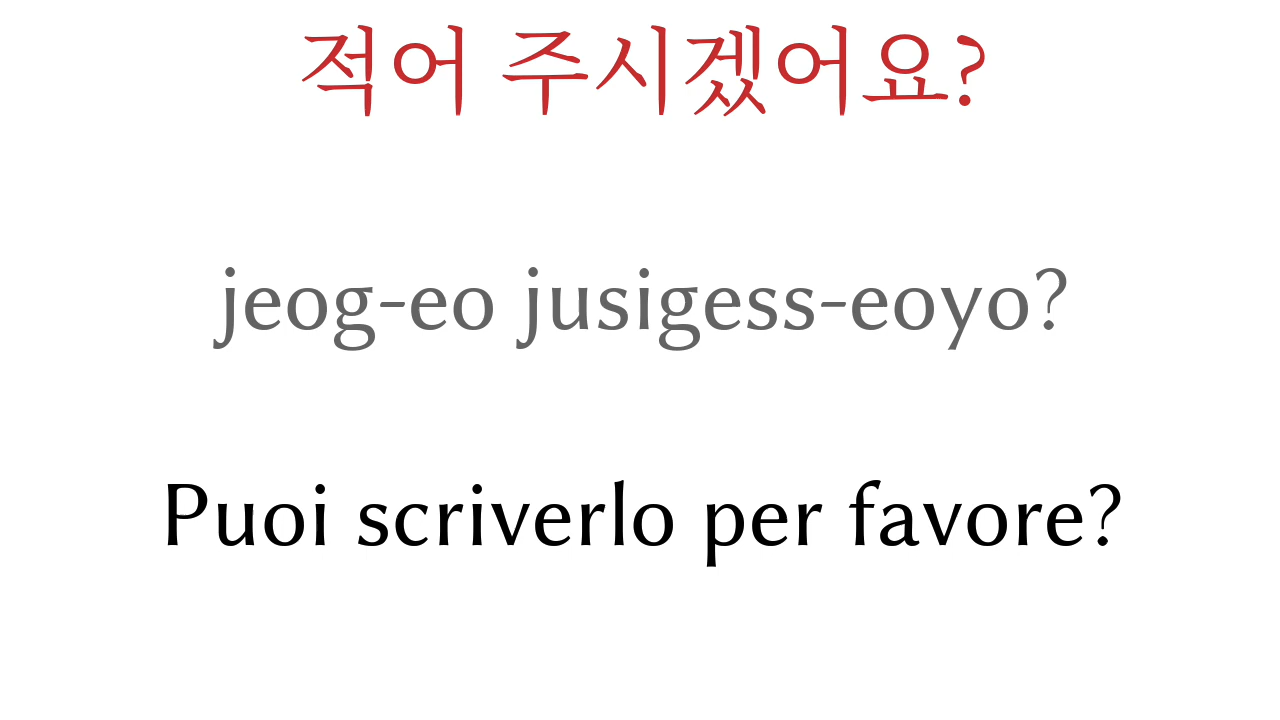 적어 주시겠어요?
jeog-eo jusigess-eoyo?
Puoi scriverlo per favore?